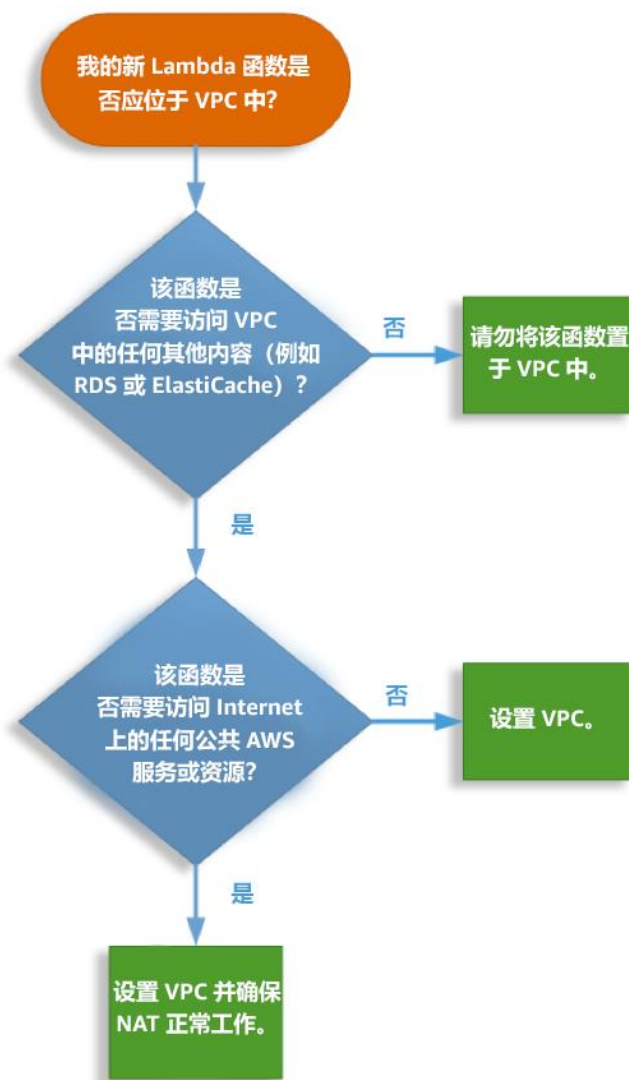 我的新 Lambda 函数是
否应位于 VPC 中？
该函数是
否需要访问 VPC
中的任何其他内容（例如
RDS 或 ElastiCache）？
否
请勿将该函数置
于 VPC 中。
是
该函数是
否需要访问 Internet
上的任何公共 AWS
服务或资源？
否
设置 VPC。
是
设置 VPC 并确保
NAT 正常工作。